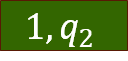 1, q₂